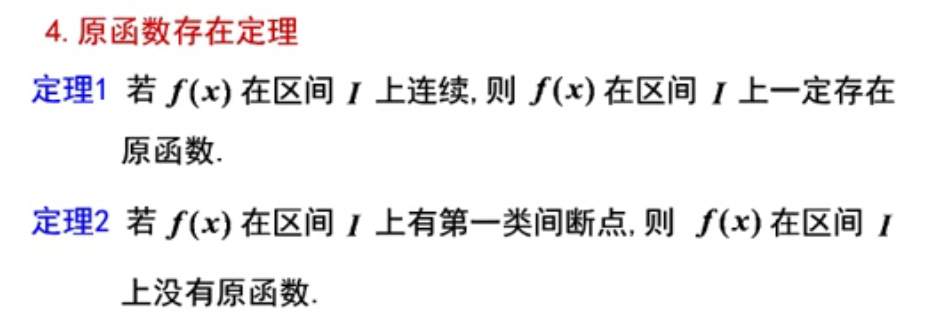 4. 原函数存在定理
定理1 若 f(x) 在区间 I 上连续, 则 f(x) 在区间 I 上一定存在
原函数.
定理2 若 f(x) 在区间 I 上有第一类间断点, 则 f(x) 在区间 I
上没有原函数.